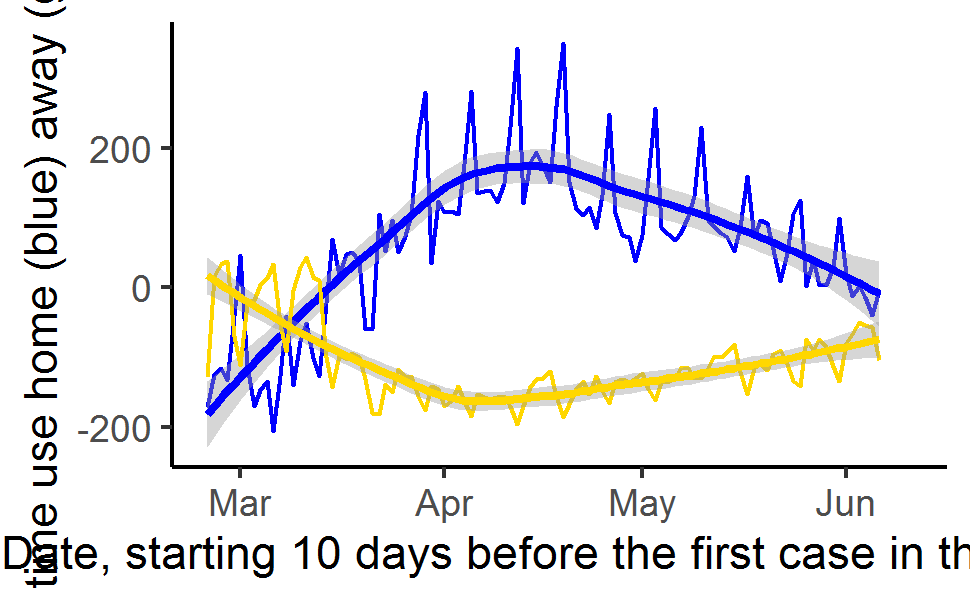 time use home (blue) away (
200
0
-200
Mar Apr May Jun
Date, starting 10 days before the first case in th